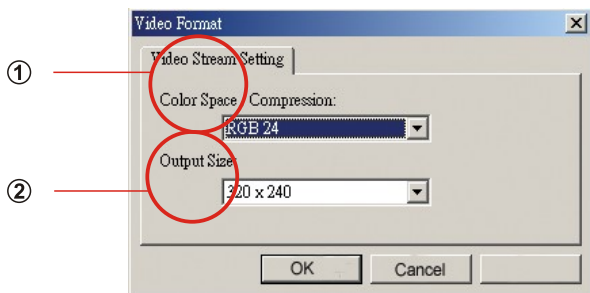 Video Format
Video Stream Setting
① Color Space / Compression:
RGB 24
Output Size:
② 320 x 240
OK Cancel